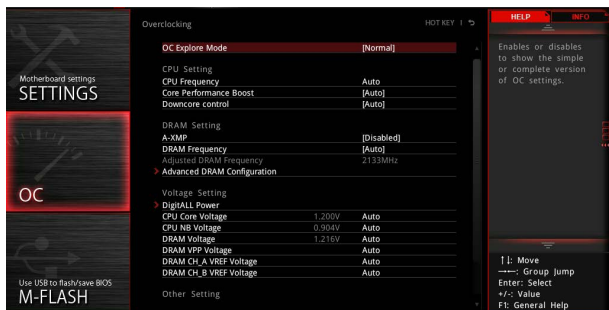 Overclocking
HOT KEY |
HELP
INFO
Motherboard settings
SETTINGS
OC
Use USB to flash/save BIOS
M-FLASH
OC Explore Mode [Normal]
CPU Setting
CPU Frequency Auto
Core Performance Boost [Auto]
Downcore control [Auto]
DRAM Setting
A-XMP [Disabled]
DRAM Frequency [Auto]
Adjusted DRAM Frequency 2133MHz
> Advanced DRAM Configuration
Voltage Setting
> DigitALL Power
CPU Core Voltage 1.200V Auto
CPU NB Voltage 0.904V Auto
DRAM Voltage 1.216V Auto
DRAM VPP Voltage Auto
DRAM CH_A VREF Voltage Auto
DRAM CH_B VREF Voltage Auto
Other Setting
Enables or disables
to show the simple
or complete version
of OC settings.
↑↓: Move
→←: Group Jump
Enter: Select
+/-: Value
F1: General Help